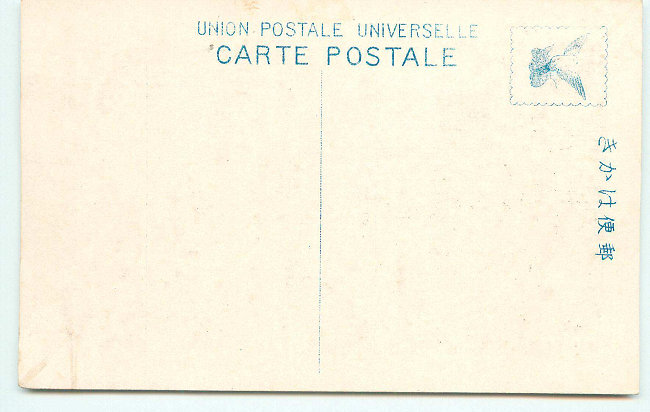 UNION POSTALE UNIVERSELLE
CARTE POSTALE
郵便はかき